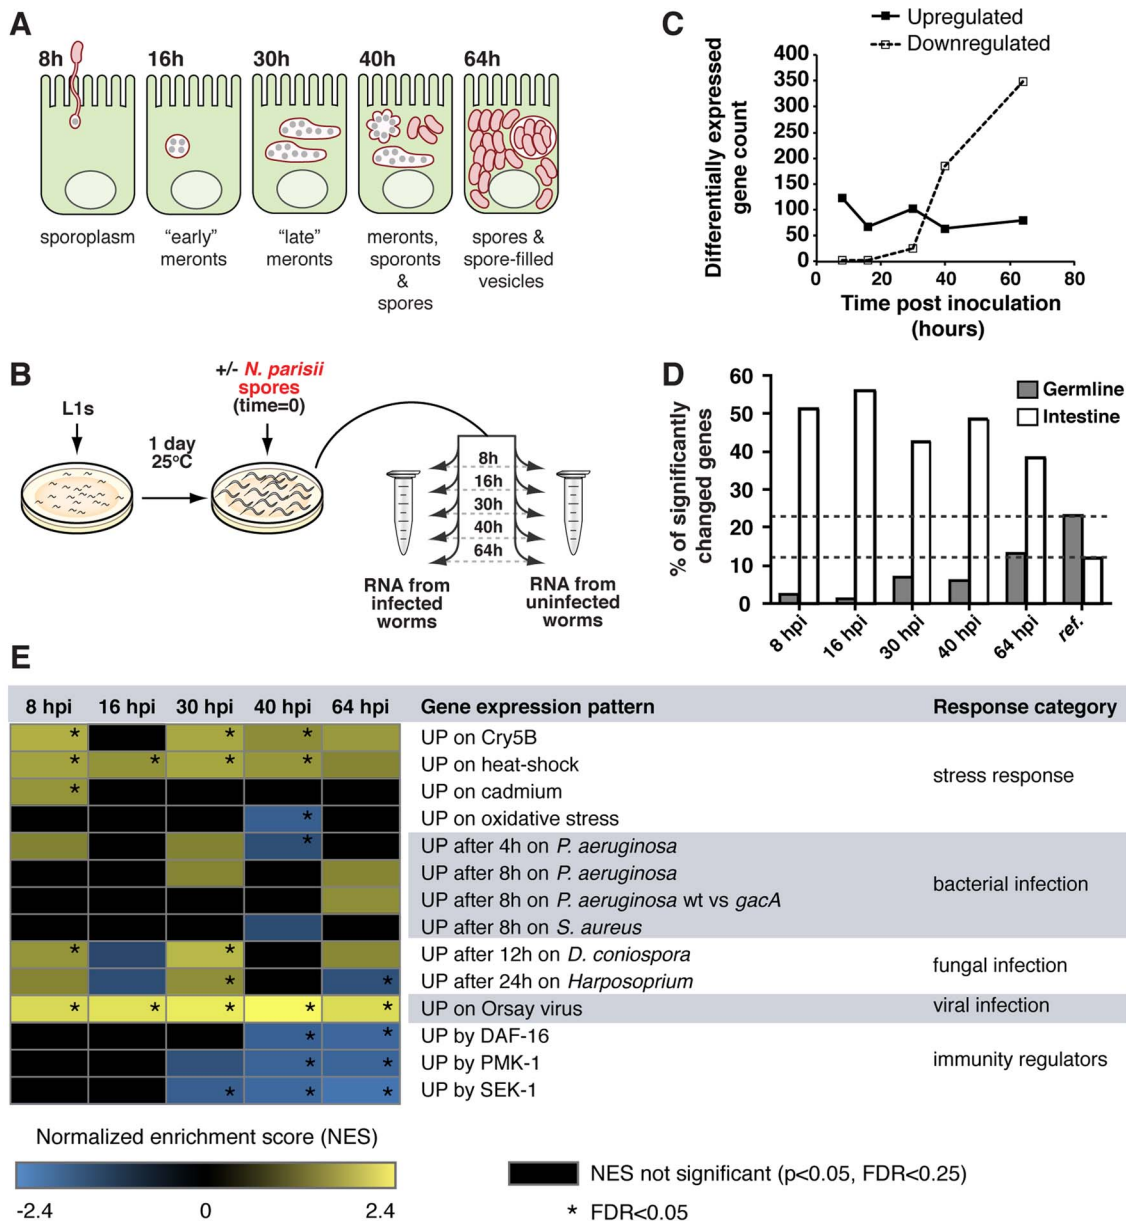 A
8h
16h
30h
40h
64h
sporoplasm
“early”
meronts
“late”
meronts
meronts,
sporonts
&
spores
spores &
spore-filled
vesicles
B
L1s
1 day
25°C
+/- N. parisii
spores
(time=0)
8h
16h
30h
40h
64h
RNA from
infected
worms
RNA from
uninfected
worms
C
Upregulated
Downregulated
Differentially expressed
gene count
400
350
300
250
200
150
100
50
0
0 20 40 60 80
Time post inoculation
(hours)
D
Germline
Intestine
% of significantly
changed genes
60
50
40
30
20
10
0
8 hpi
16 hpi
30 hpi
40 hpi
64 hpi
ref.
E
8 hpi 16 hpi 30 hpi 40 hpi 64 hpi Gene expression pattern Response category
* * * UP on Cry5B
* * * * UP on heat-shock
stress response
* UP on cadmium
* UP on oxidative stress
* UP after 4h on P. aeruginosa
UP after 8h on P. aeruginosa
bacterial infection
UP after 8h on P. aeruginosa wt vs gacA
UP after 8h on S. aureus
* * UP after 12h on D. coniospora
fungal infection
* * UP after 24h on Harposoprium
* * * * * UP on Orsay virus viral infection
* * UP by DAF-16
* * UP by PMK-1 immunity regulators
* * * UP by SEK-1
Normalized enrichment score (NES)
-2.4 0 2.4
NES not significant (p<0.05, FDR<0.25)
* FDR<0.05